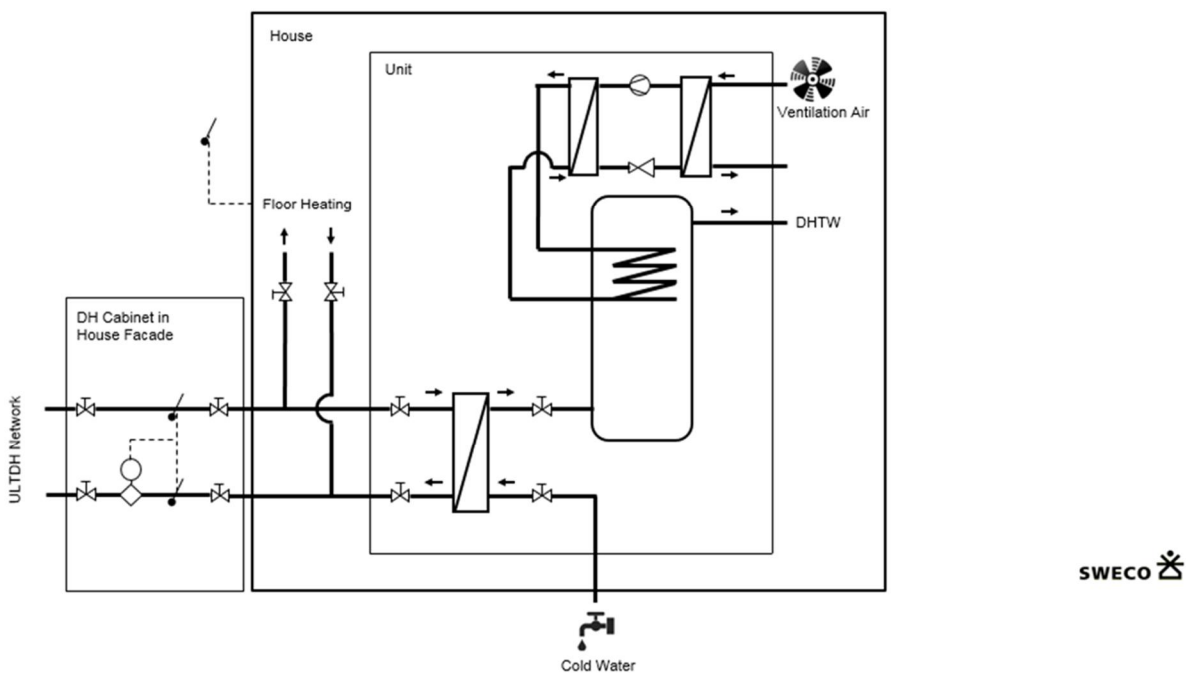 House
Unit
Ventilation Air
Floor Heating
DHTW
DH Cabinet in
House Facade
ULTDH Network
SWECO
Cold Water